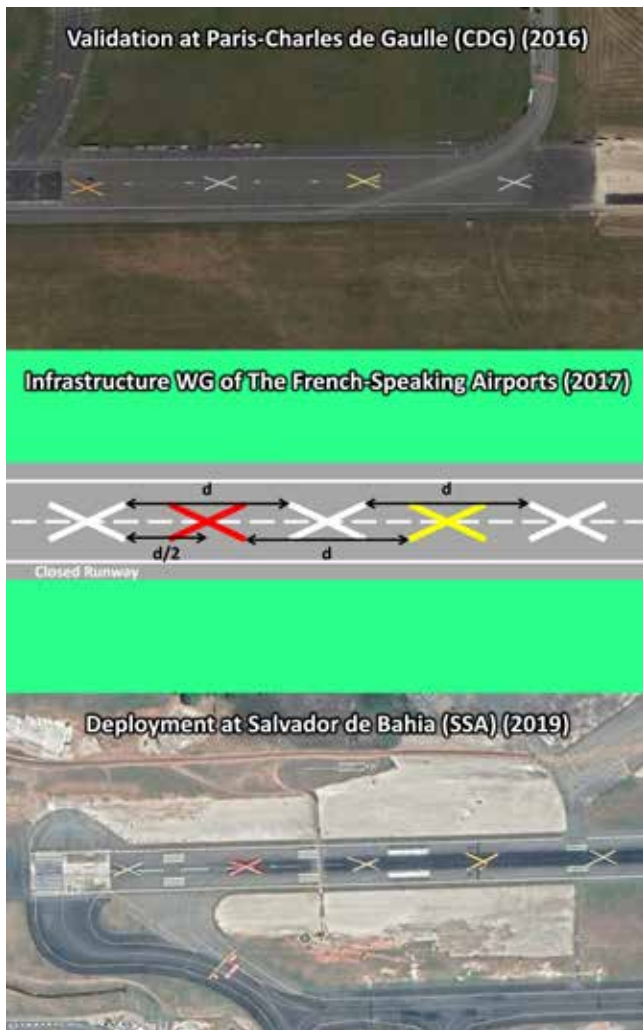 Validation at Paris-Charles de Gaulle (CDG) (2016)
Infrastructure WG of The French-Speaking Airports (2017)
d
d
d/2
d
Closed Runway
Deployment at Salvador de Bahia (SSA) (2019)